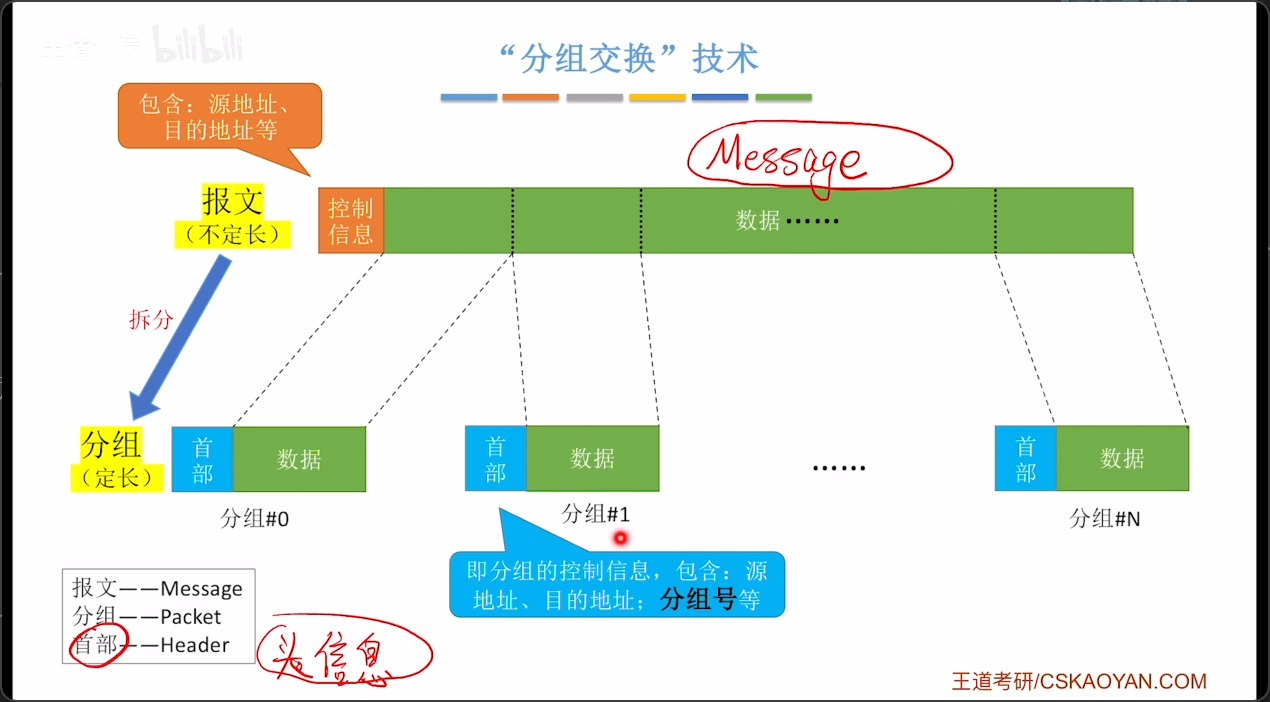 bilibili
“分组交换”技术
包含：源地址、
目的地址等
Message
报文
（不定长）
控制
信息
数据……
拆分
分组
（定长）
首
部
数据
分组#0
首
部
数据
分组#1
……
首
部
数据
分组#N
即分组的控制信息，包含：源
地址、目的地址；分组号等
报文——Message
分组——Packet
首部——Header
头信息
王道考研/CSKAOYAN.COM